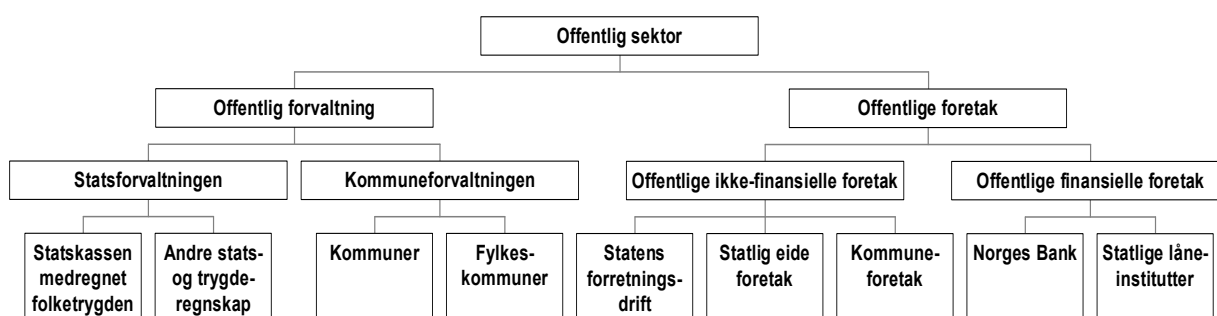 Offentlig sektor
Offentlig forvaltning
Offentlige foretak
Statsforvaltningen
Kommuneforvaltningen
Offentlige ikke-finansielle foretak
Offentlige finansielle foretak
Statskassen
medregnet
folketrygden
Andre stats-
og trygde-
regnskap
Kommuner
Fylkes-
kommuner
Statens
forretnings-
drift
Statlig eide
foretak
Kommune-
foretak
Norges Bank
Statlige låne-
institutter